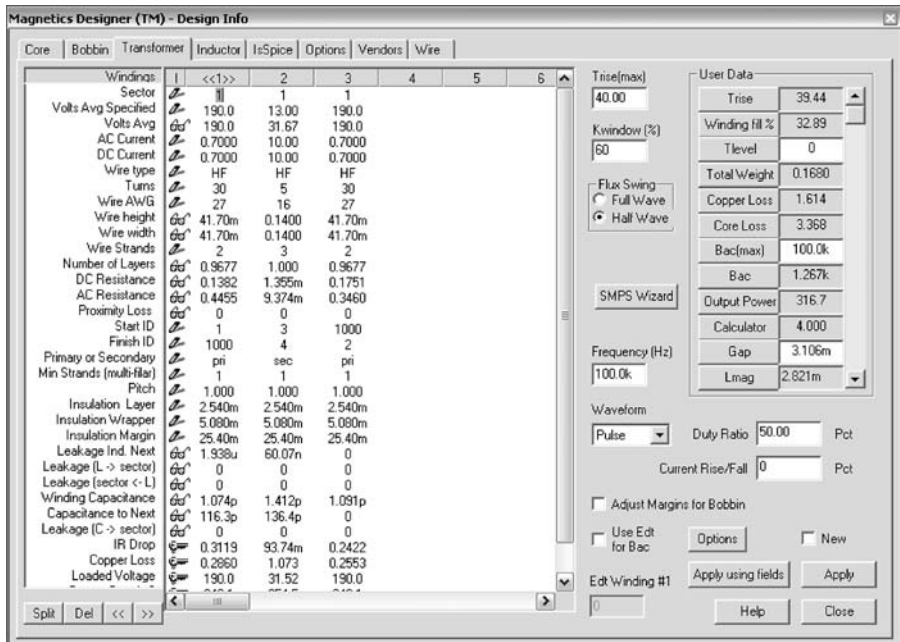 Magnetics Designer (TM) - Design Info
Core Bobbin Transformer Inductor IsSpice Options Vendors Wire
Windings I <<1>> 2 3 4 5 6
Sector 1 1 1
Volts Avg Specified 190.0 13.00 190.0
Volts Avg 190.0 31.67 190.0
AC Current 0.7000 10.00 0.7000
DC Current 0.7000 10.00 0.7000
Wire type HF HF HF
Turns 30 5 30
Wire AWG 27 16 27
Wire height 41.70m 0.1400 41.70m
Wire width 41.70m 0.1400 41.70m
Wire Strands 2 3 2
Number of Layers 0.9677 1.000 0.9677
DC Resistance 0.1382 1.355m 0.1751
AC Resistance 0.4455 9.374m 0.3460
Proximity Loss 0 0 0
Start ID 1 3 1000
Finish ID 1000 4 2
Primary or Secondary pri sec pri
Min Strands (multi-filar) 1 1 1
Pitch 1.000 1.000 1.000
Insulation Layer 2.540m 2.540m 2.540m
Insulation Wrapper 5.080m 5.080m 5.080m
Insulation Margin 25.40m 25.40m 25.40m
Leakage Ind. Next 1.938u 60.07n 0
Leakage (L -> sector) 0 0 0
Leakage (sector <- L) 0 0 0
Winding Capacitance 1.074p 1.412p 1.091p
Capacitance to Next 116.3p 136.4p 0
Leakage (C -> sector) 0 0 0
IR Drop 0.3119 93.74m 0.2422
Copper Loss 0.2860 1.073 0.2553
Loaded Voltage 190.0 31.52 190.0
Split Del << >>
Trise(max)
40.00
Kwindow (%)
60
Flux Swing
Full Wave
Half Wave
SMPS Wizard
Frequency (Hz)
100.0k
User Data
Trise 39.44
Winding fill % 32.89
Tlevel 0
Total Weight 0.1680
Copper Loss 1.614
Core Loss 3.368
Bac(max) 100.0k
Bac 1.267k
Output Power 316.7
Calculator 4.000
Gap 3.106m
Lmag 2.821m
Waveform
Pulse Duty Ratio 50.00 Pct
Current Rise/Fall 0 Pct
Adjust Margins for Bobbin
Use Edt for Bac Options New
Edt Winding #1 Apply using fields Apply
0 Help Close